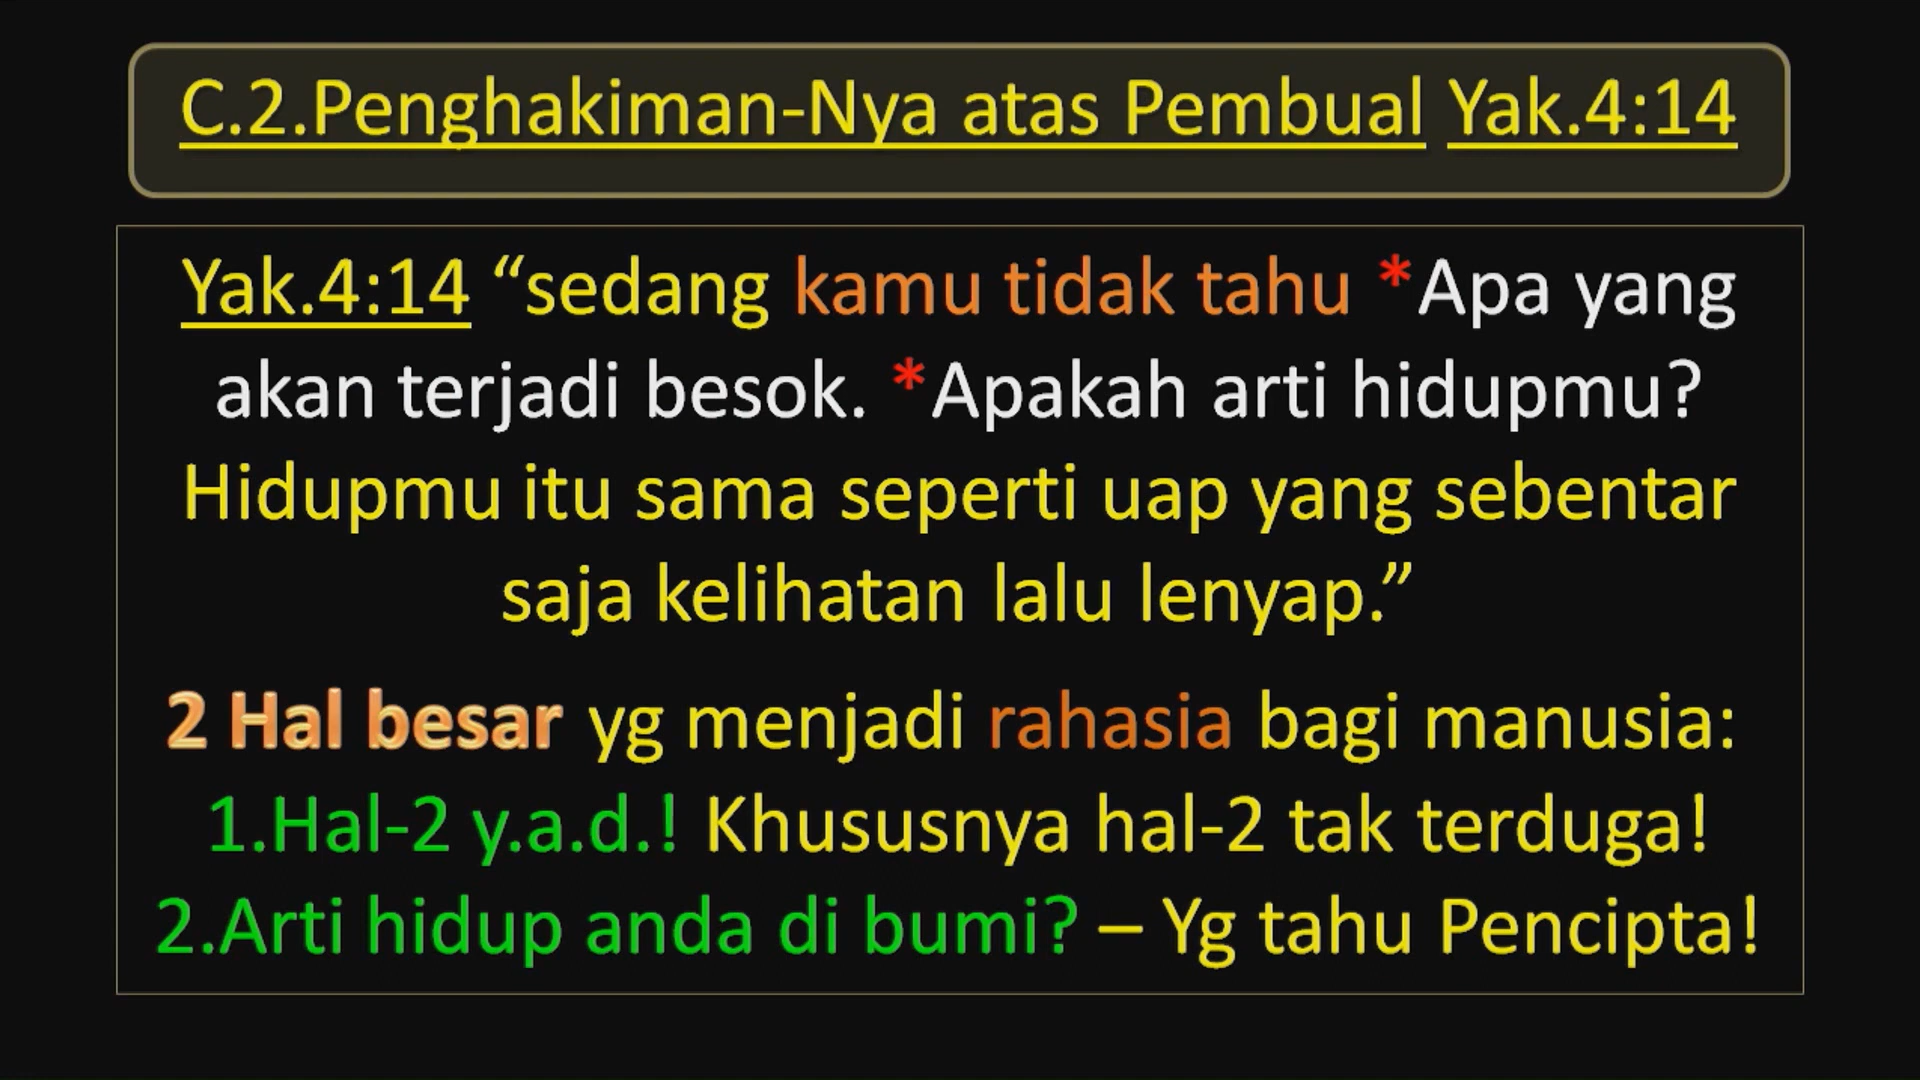 C.2.Penghakiman-Nya atas Pembual Yak.4:14
Yak.4:14 “sedang kamu tidak tahu *Apa yang
akan terjadi besok. *Apakah arti hidupmu?
Hidupmu itu sama seperti uap yang sebentar
saja kelihatan lalu lenyap.”
2 Hal besar yg menjadi rahasia bagi manusia:
1.Hal-2 y.a.d.! Khususnya hal-2 tak terduga!
2.Arti hidup anda di bumi? – Yg tahu Pencipta!